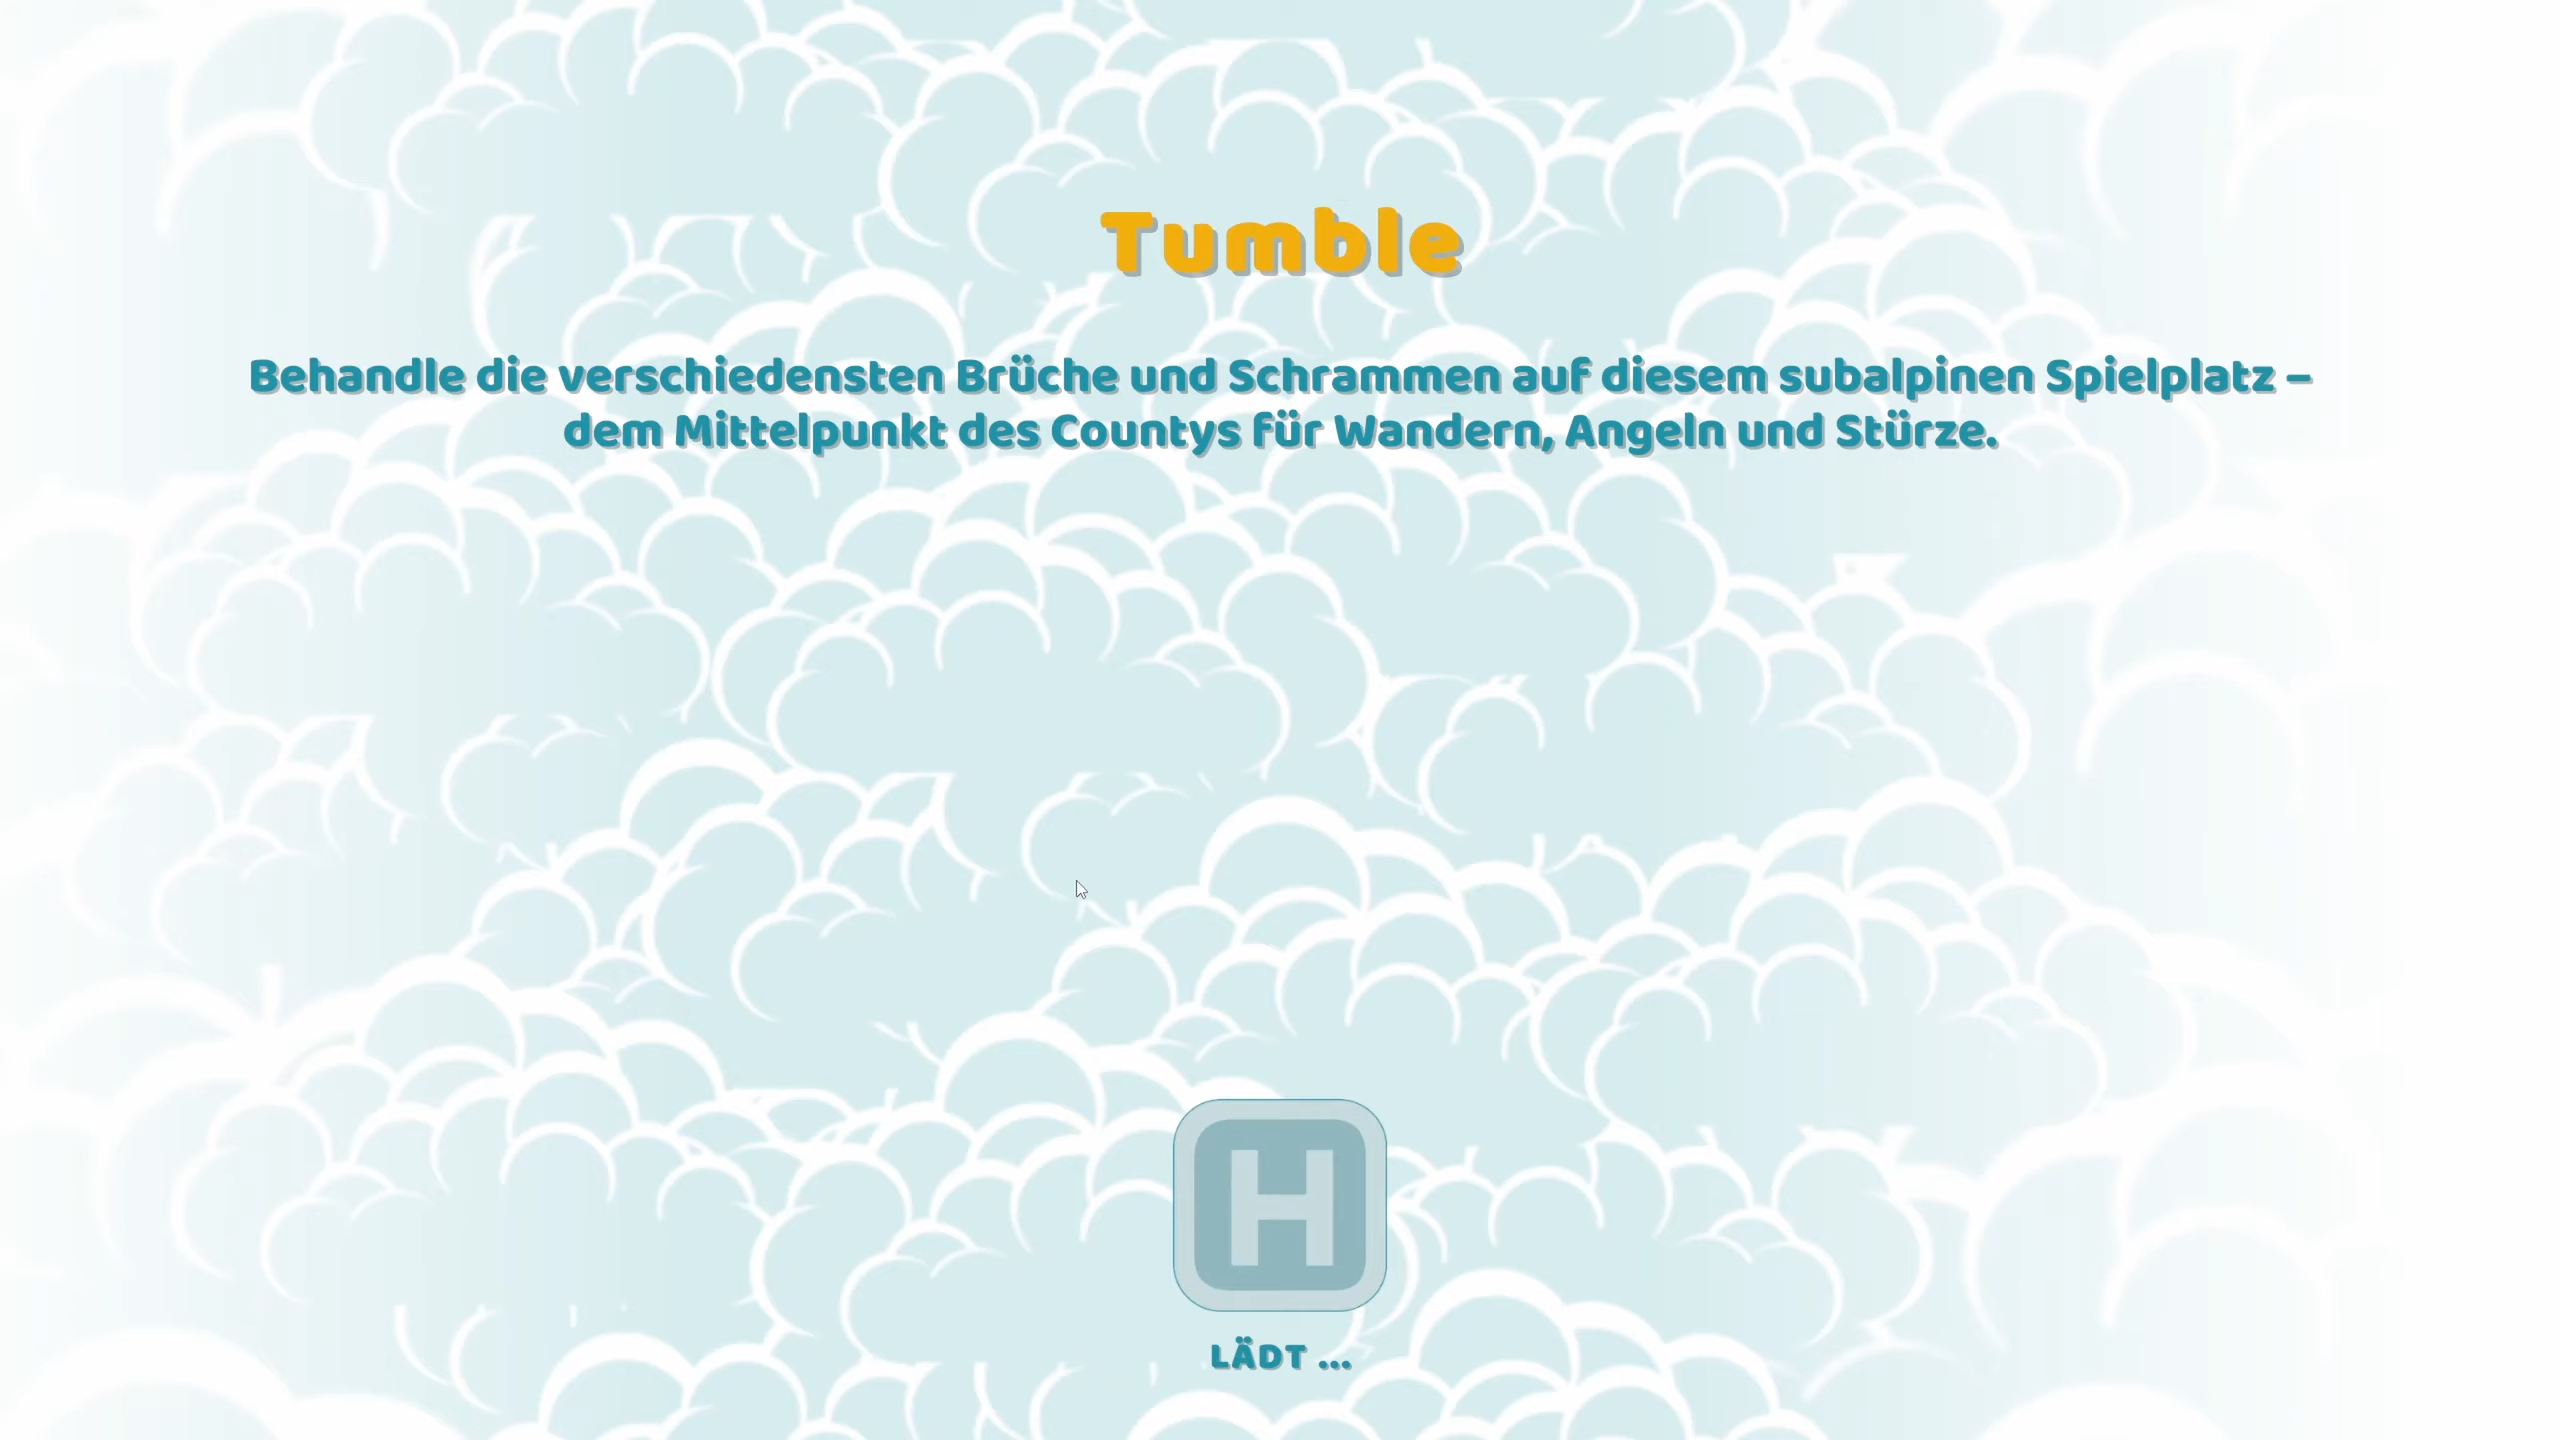 Tumble
Behandle die verschiedensten Brüche und Schrammen auf diesem subalpinen Spielplatz –
dem Mittelpunkt des Countys für Wandern, Angeln und Stürze.
H
LÄDT ...